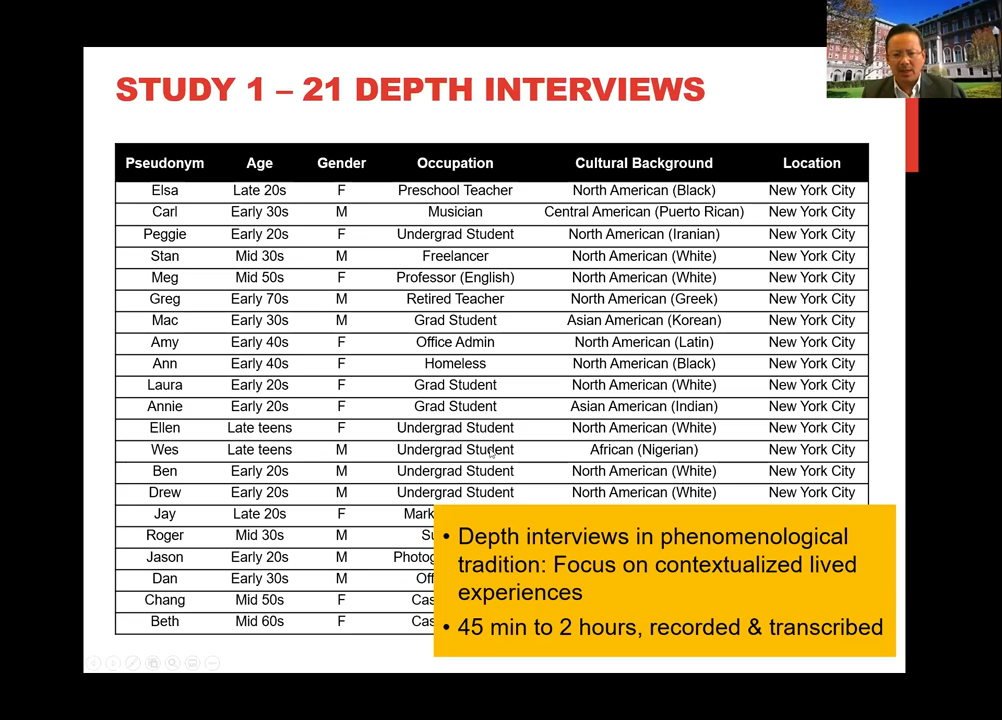 STUDY 1 – 21 DEPTH INTERVIEWS
Pseudonym Age Gender Occupation Cultural Background Location
Elsa Late 20s F Preschool Teacher North American (Black) New York City
Carl Early 30s M Musician Central American (Puerto Rican) New York City
Peggie Early 20s F Undergrad Student North American (Iranian) New York City
Stan Mid 30s M Freelancer North American (White) New York City
Meg Mid 50s F Professor (English) North American (White) New York City
Greg Early 70s M Retired Teacher North American (Greek) New York City
Mac Early 30s M Grad Student Asian American (Korean) New York City
Amy Early 40s F Office Admin North American (Latin) New York City
Ann Early 40s F Homeless North American (Black) New York City
Laura Early 20s F Grad Student North American (White) New York City
Annie Early 20s F Grad Student Asian American (Indian) New York City
Ellen Late teens F Undergrad Student North American (White) New York City
Wes Late teens M Undergrad Student African (Nigerian) New York City
Ben Early 20s M Undergrad Student North American (White) New York City
Drew Early 20s M Undergrad Student North American (White) New York City
Jay Late 20s F
Roger Mid 30s M
Jason Early 20s M
Dan Early 30s M
Chang Mid 50s F
Beth Mid 60s F
• Depth interviews in phenomenological
tradition: Focus on contextualized lived
experiences
• 45 min to 2 hours, recorded & transcribed